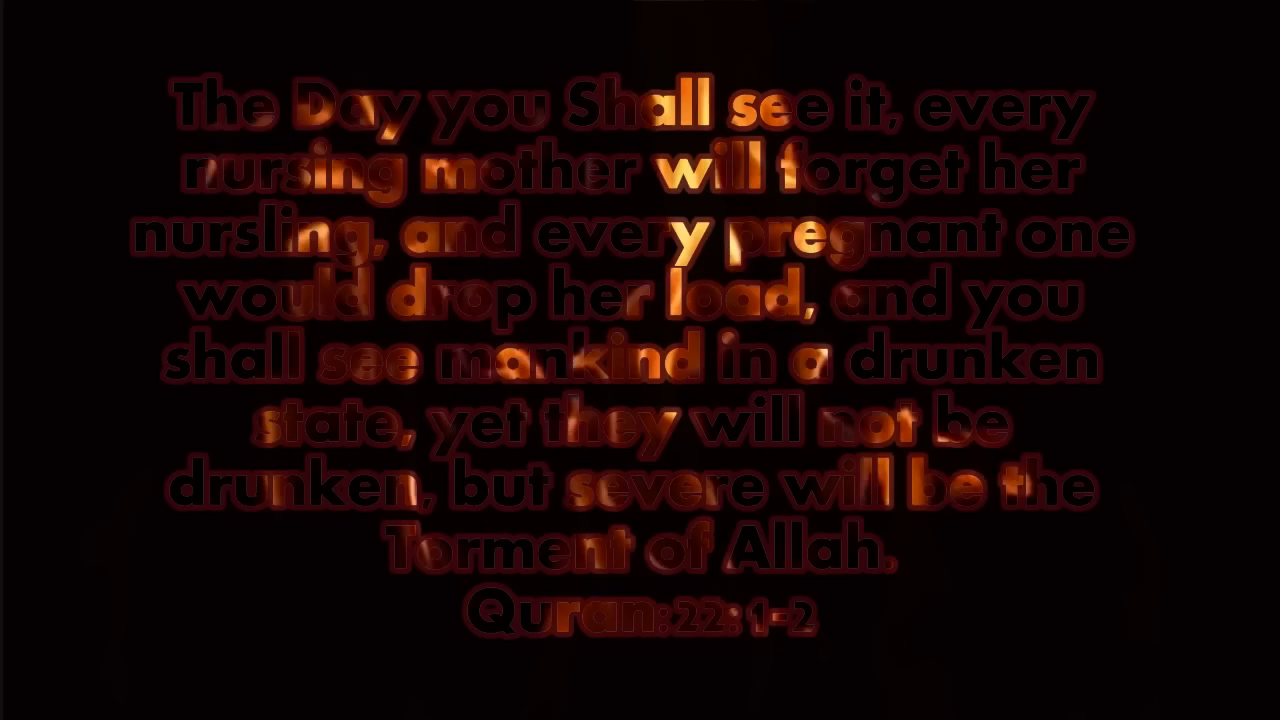 The Day you Shall see it, every
nursing mother will forget her
nursling, and every pregnant one
would drop her load, and you
shall see mankind in a drunken
state, yet they will not be
drunken, but severe will be the
Torment of Allah.
Quran:22:1-2